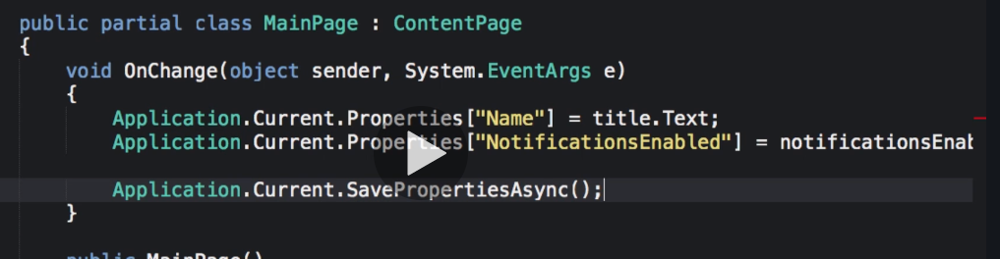 public partial class MainPage : ContentPage
{
void OnChange(object sender, System.EventArgs e)
{
Application.Current.Properties["Name"] = title.Text;
Application.Current.Properties["NotificationsEnabled"] = notificationsEnab
Application.Current.SavePropertiesAsync();
}
public MainPage()